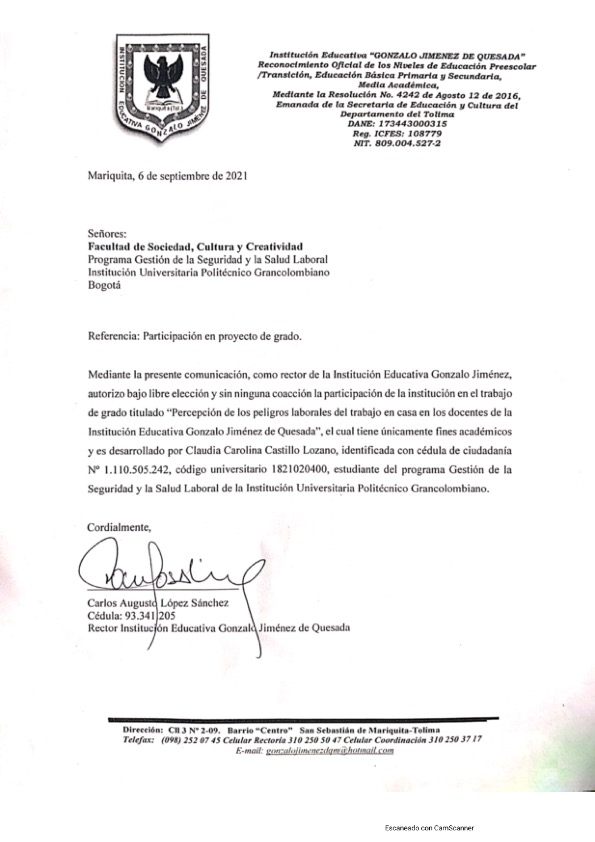 INSTITUCIÓN EDUCATIVA GONZALO JIMENEZ DE QUESADA
Mariquita Tol.
Institución Educativa "GONZALO JIMENEZ DE QUESADA"
Reconocimiento Oficial de los Niveles de Educación Preescolar
/Transición, Educación Básica Primaria y Secundaria,
Media Académica,
Mediante la Resolución No. 4242 de Agosto 12 de 2016,
Emanada de la Secretaria de Educación y Cultura del
Departamento del Tolima
DANE: 173443000315
Reg. ICFES: 108779
NIT. 809.004.527-2
Mariquita, 6 de septiembre de 2021
Señores:
Facultad de Sociedad, Cultura y Creatividad
Programa Gestión de la Seguridad y la Salud Laboral
Institución Universitaria Politécnico Grancolombiano
Bogotá
Referencia: Participación en proyecto de grado.
Mediante la presente comunicación, como rector de la Institución Educativa Gonzalo Jiménez,
autorizo bajo libre elección y sin ninguna coacción la participación de la institución en el trabajo
de grado titulado “Percepción de los peligros laborales del trabajo en casa en los docentes de la
Institución Educativa Gonzalo Jiménez de Quesada”, el cual tiene únicamente fines académicos
y es desarrollado por Claudia Carolina Castillo Lozano, identificada con cédula de ciudadanía
N° 1.110.505.242, código universitario 1821020400, estudiante del programa Gestión de la
Seguridad y la Salud Laboral de la Institución Universitaria Politécnico Grancolombiano.
Cordialmente,
Carlos Augusto López Sánchez
Cédula: 93.341.205
Rector Institución Educativa Gonzalo Jiménez de Quesada
Dirección: Cll 3 N° 2-09. Barrio “Centro” San Sebastián de Mariquita-Tolima
Telefax: (098) 252 07 45 Celular Rectoría 310 250 50 47 Celular Coordinación 310 250 37 17
E-mail: gonzalojimenezdqm@hotmail.com
Escaneado con CamScanner